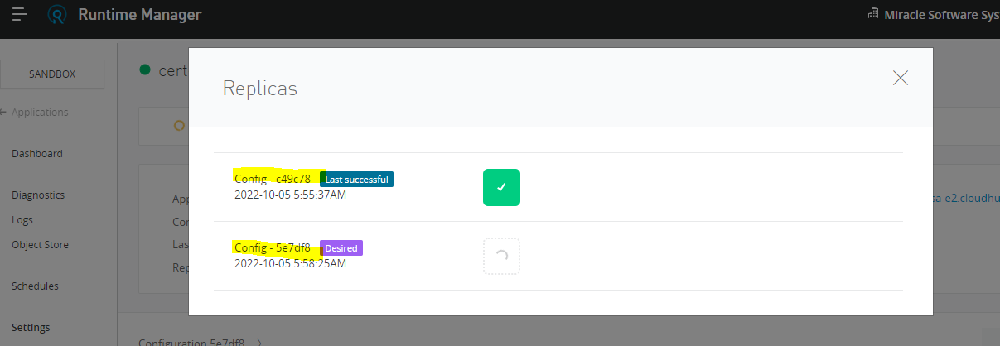 Runtime Manager
Miracle Software Sys
SANDBOX
cert
Applications
Replicas
Dashboard
Config - c49c78 Last successful
2022-10-05 5:55:37AM
Diagnostics
Logs
Object Store
App
sa-e2.cloudhu
Con
Las
Rep
Config - 5e7df8 Desired
2022-10-05 5:58:25AM
Schedules
Settings
Configuration 5e7df8